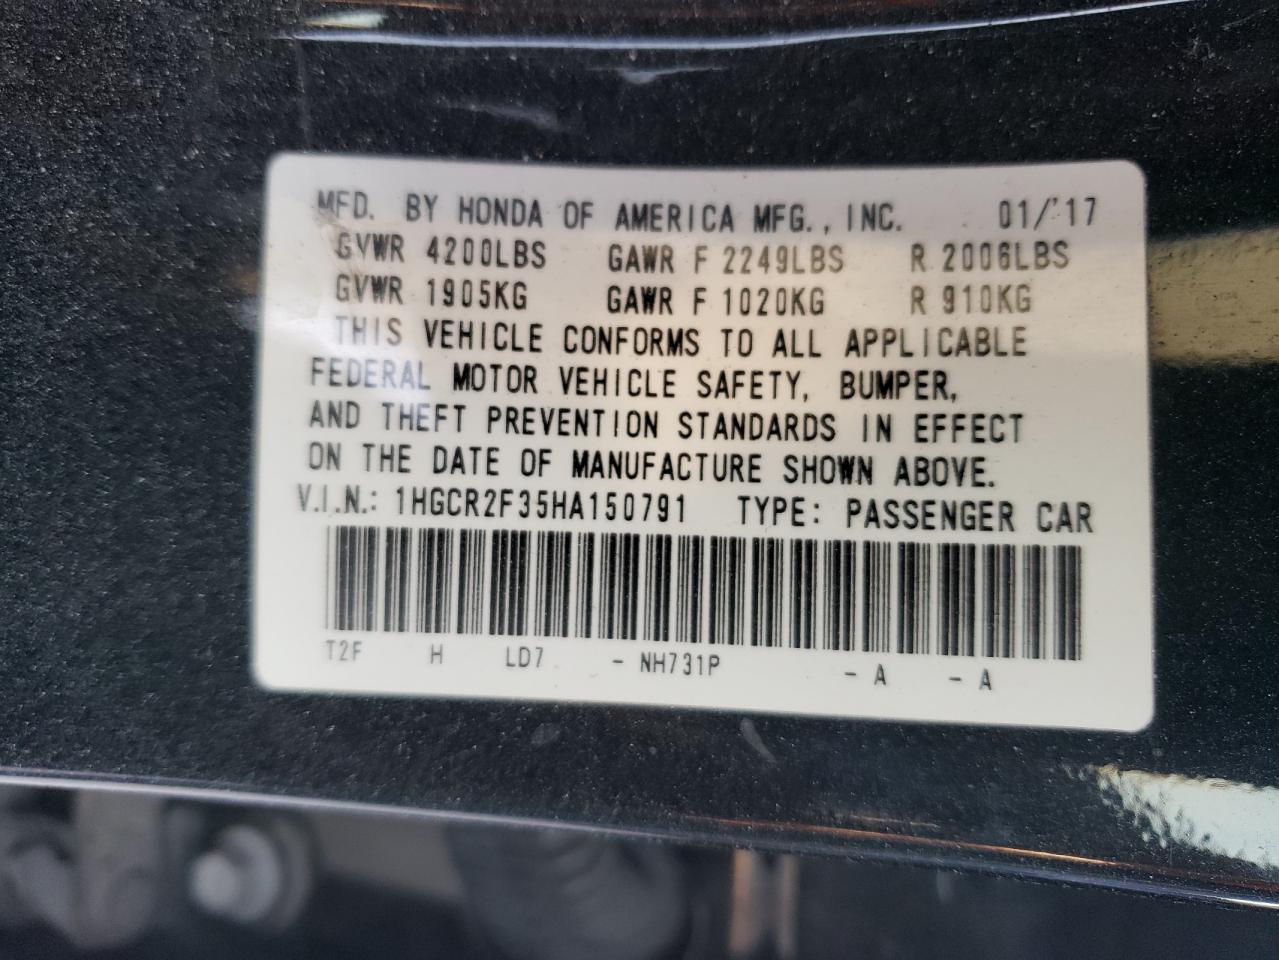 MFD. BY HONDA OF AMERICA MFG., INC. 01/'17
GVWR 4200LBS GAWR F 2249LBS R 2006LBS
GVWR 1905KG GAWR F 1020KG R 910KG
THIS VEHICLE CONFORMS TO ALL APPLICABLE
FEDERAL MOTOR VEHICLE SAFETY, BUMPER,
AND THEFT PREVENTION STANDARDS IN EFFECT
ON THE DATE OF MANUFACTURE SHOWN ABOVE.
V.I.N.: 1HGCR2F35HA150791 TYPE: PASSENGER CAR
T2F H LD7 - NH731P - A - A